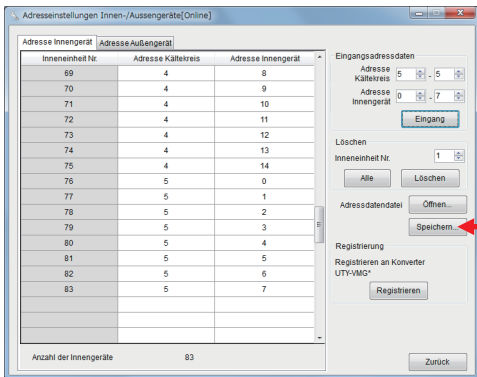 Adresseinstellungen Innen-/Aussengeräte[Online]
Adresse Innengerät Adresse Außengerät
Inneneinheit Nr. Adresse Kältekreis Adresse Innengerät
69 4 8
70 4 9
71 4 10
72 4 11
73 4 12
74 4 13
75 4 14
76 5 0
77 5 1
78 5 2
79 5 3
80 5 4
81 5 5
82 5 6
83 5 7
Anzahl der Innengeräte 83
Eingangsadressdaten
Adresse
Kältekreis 5 - 5
Adresse
Innengerät 0 - 7
Eingang
Löschen
Inneneinheit Nr. 1
Alle Löschen
Adressdatendatei Öffnen...
Speichern...
Registrierung
Registrieren an Konverter
UTY-VMG*
Registrieren
Zurück